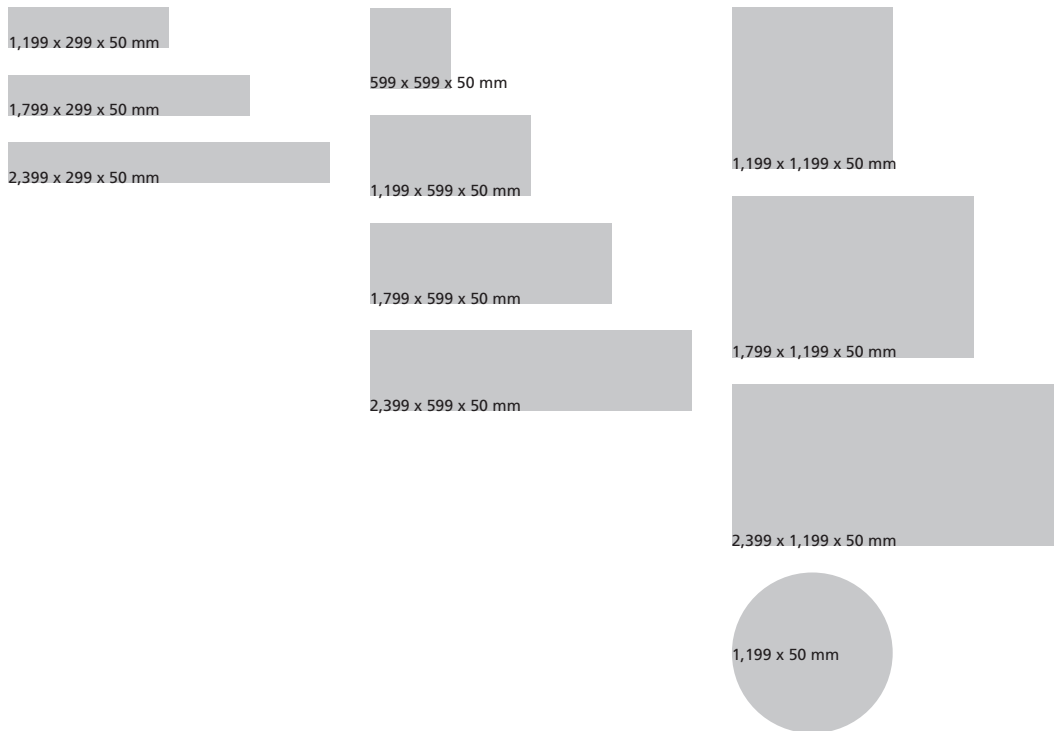 1,199 x 299 x 50 mm
1,799 x 299 x 50 mm
2,399 x 299 x 50 mm
599 x 599 x 50 mm
1,199 x 599 x 50 mm
1,799 x 599 x 50 mm
2,399 x 599 x 50 mm
1,199 x 1,199 x 50 mm
1,799 x 1,199 x 50 mm
2,399 x 1,199 x 50 mm
1,199 x 50 mm